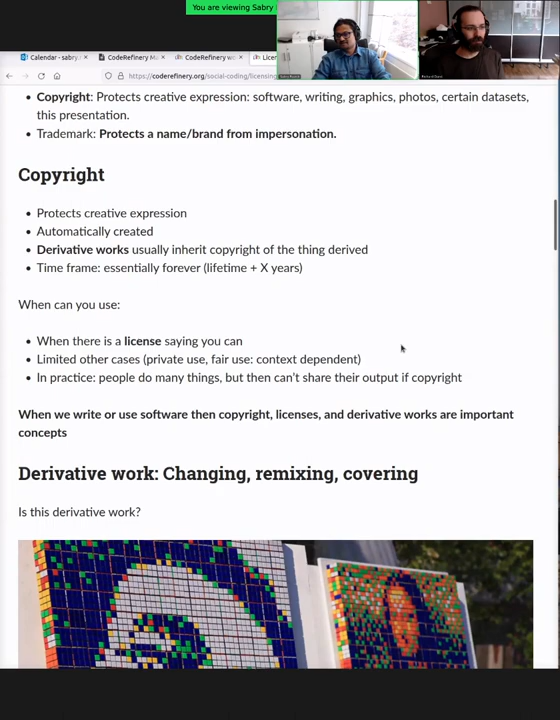 You are viewing Sabry
Calendar - sabry.
CodeRefinery Ma
CodeRefinery wo
Licen
https://coderefinery.org/social-coding/licensing
• Copyright: Protects creative expression: software, writing, graphics, photos, certain datasets,
this presentation.
• Trademark: Protects a name/brand from impersonation.
Copyright
• Protects creative expression
• Automatically created
• Derivative works usually inherit copyright of the thing derived
• Time frame: essentially forever (lifetime + X years)
When can you use:
• When there is a license saying you can
• Limited other cases (private use, fair use: context dependent)
• In practice: people do many things, but then can't share their output if copyright
When we write or use software then copyright, licenses, and derivative works are important
concepts
Derivative work: Changing, remixing, covering
Is this derivative work?